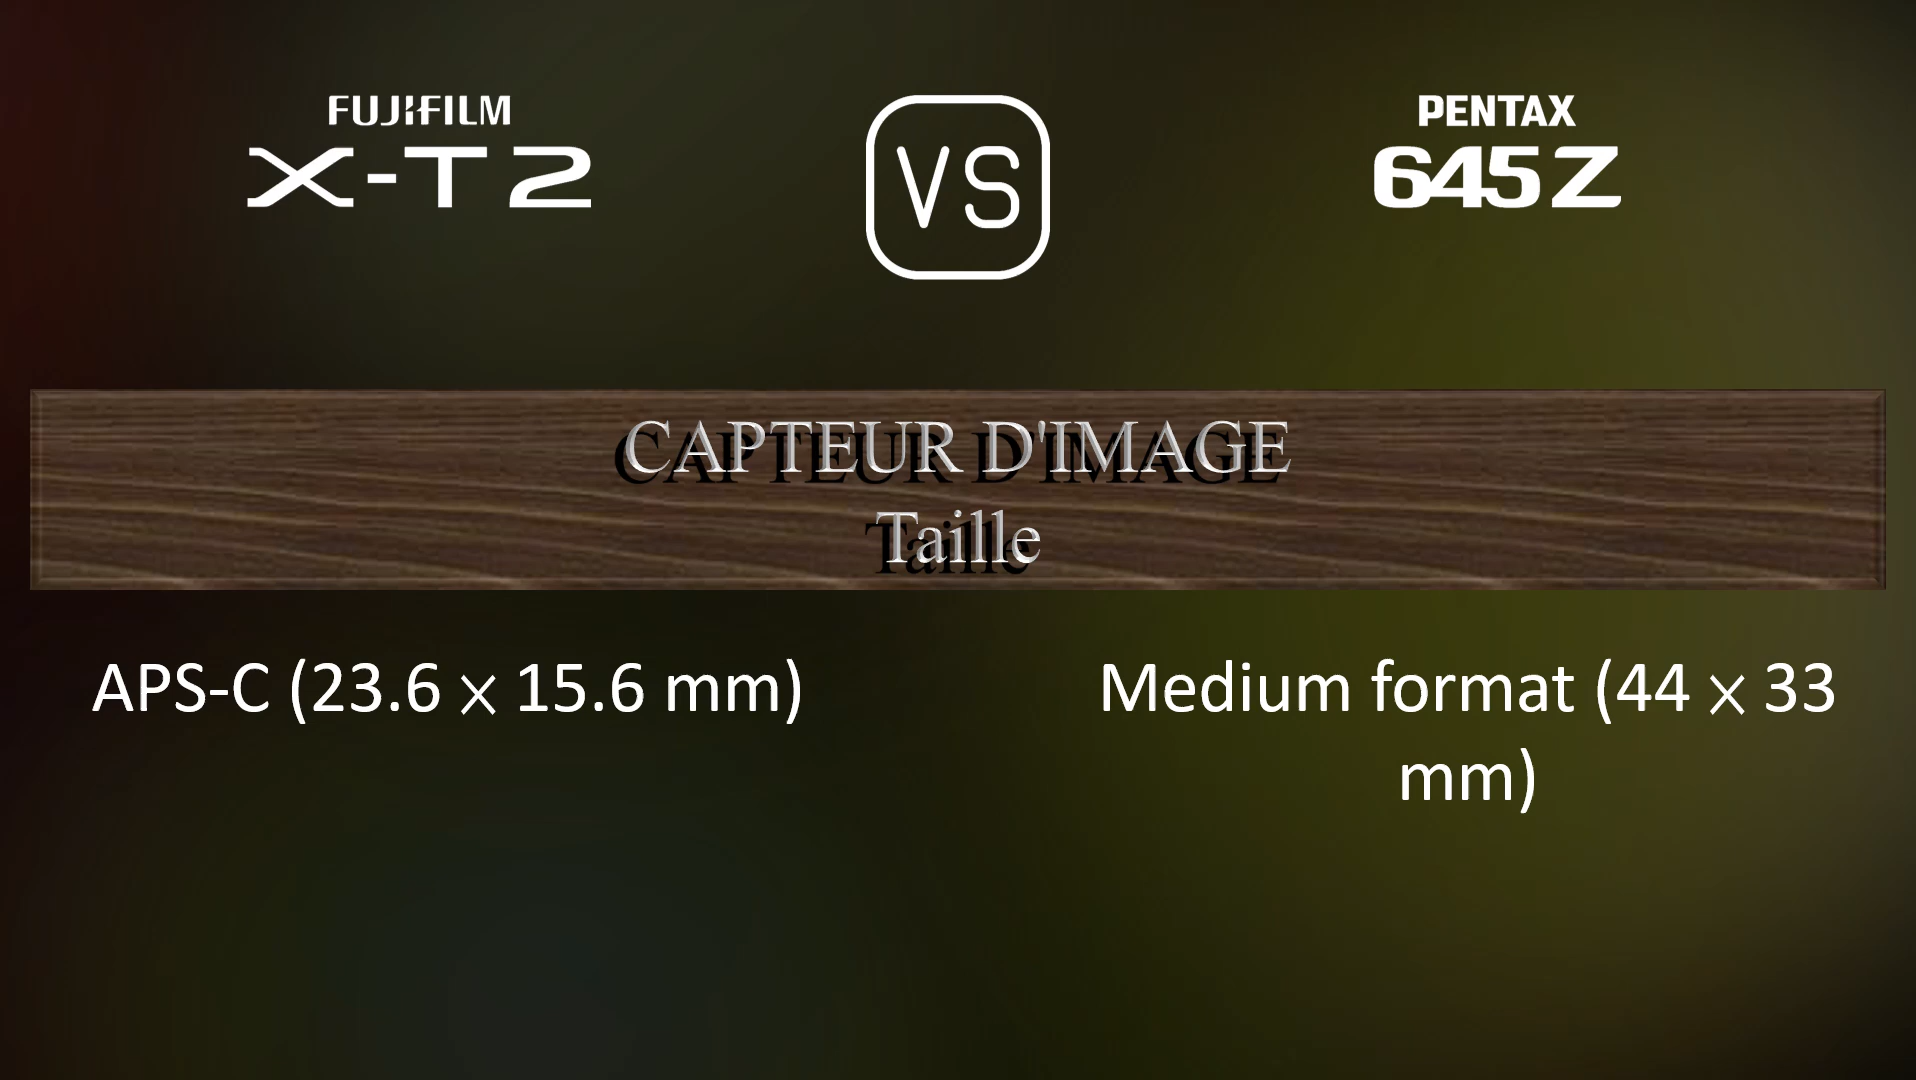 FUJIFILM
X-T2
VS
PENTAX
645Z
CAPTEUR D'IMAGE
Taille
APS-C (23.6 x 15.6 mm)
Medium format (44 x 33
mm)